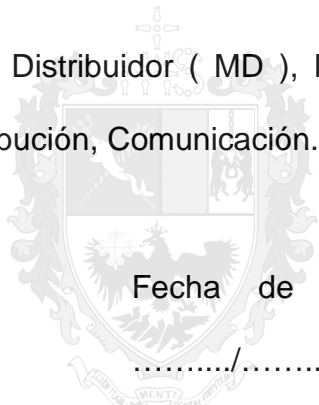 Distribuidor ( MD ),
bución, Comunicación.
Fecha de
………..../……...